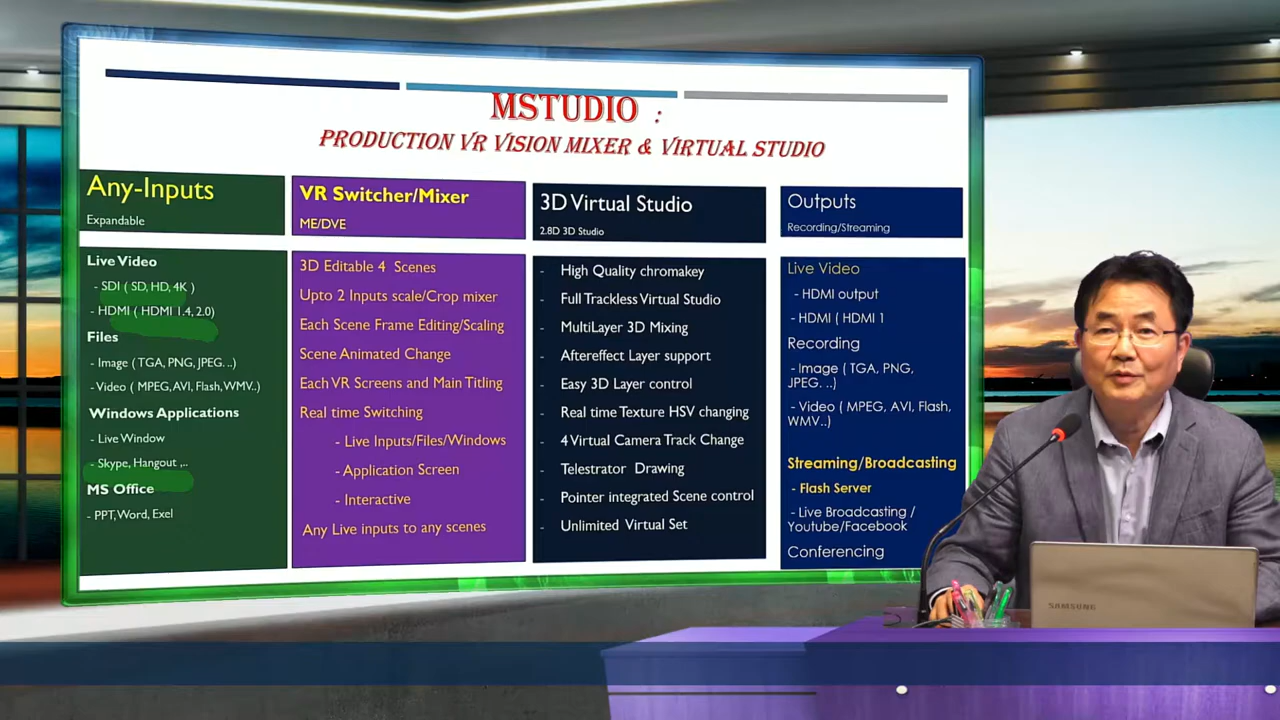 MSTUDIO :
PRODUCTION VR VISION MIXER & VIRTUAL STUDIO
Any-Inputs
Expandable
Live Video
- SDI ( SD, HD, 4K )
- HDMI ( HDMI 1.4, 2.0)
Files
- Image ( TGA, PNG, JPEG. ..)
- Video ( MPEG, AVI, Flash, WMV..)
Windows Applications
- Live Window
- Skype, Hangout ,..
MS Office
- PPT, Word, Exel
VR Switcher/Mixer
ME/DVE
3D Editable 4 Scenes
Upto 2 Inputs scale/Crop mixer
Each Scene Frame Editing/Scaling
Scene Animated Change
Each VR Screens and Main Titling
Real time Switching
- Live Inputs/Files/Windows
- Application Screen
- Interactive
Any Live inputs to any scenes
3D Virtual Studio
2.8D 3D Studio
- High Quality chromakey
- Full Trackless Virtual Studio
- MultiLayer 3D Mixing
- Aftereffect Layer support
- Easy 3D Layer control
- Real time Texture HSV changing
- 4 Virtual Camera Track Change
- Telestrator Drawing
- Pointer integrated Scene control
- Unlimited Virtual Set
Outputs
Recording/Streaming
Live Video
- HDMI output
- HDMI ( HDMI 1
Recording
- Image ( TGA, PNG,
JPEG. ..)
- Video ( MPEG, AVI, Flash,
WMV..)
Streaming/Broadcasting
- Flash Server
- Live Broadcasting /
Youtube/Facebook
Conferencing
SAMSUNG